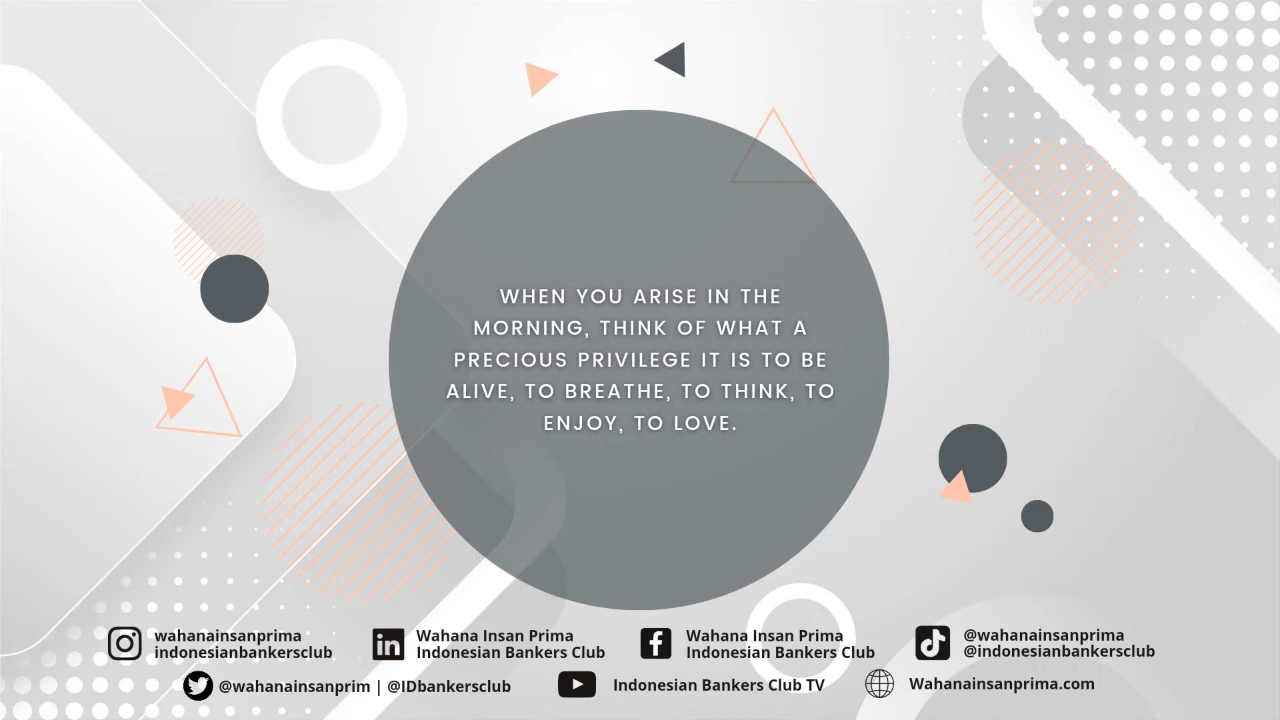 WHEN YOU ARISE IN THE
MORNING, THINK OF WHAT A
PRECIOUS PRIVILEGE IT IS TO BE
ALIVE, TO BREATHE, TO THINK, TO
ENJOY, TO LOVE.
wahanainsanprima
indonesianbankersclub
Wahana Insan Prima
Indonesian Bankers Club
Wahana Insan Prima
Indonesian Bankers Club
@wahanainsanprima
@indonesianbankersclub
@wahanainsanprim | @IDbankersclub
Indonesian Bankers Club TV
Wahanainsanprima.com